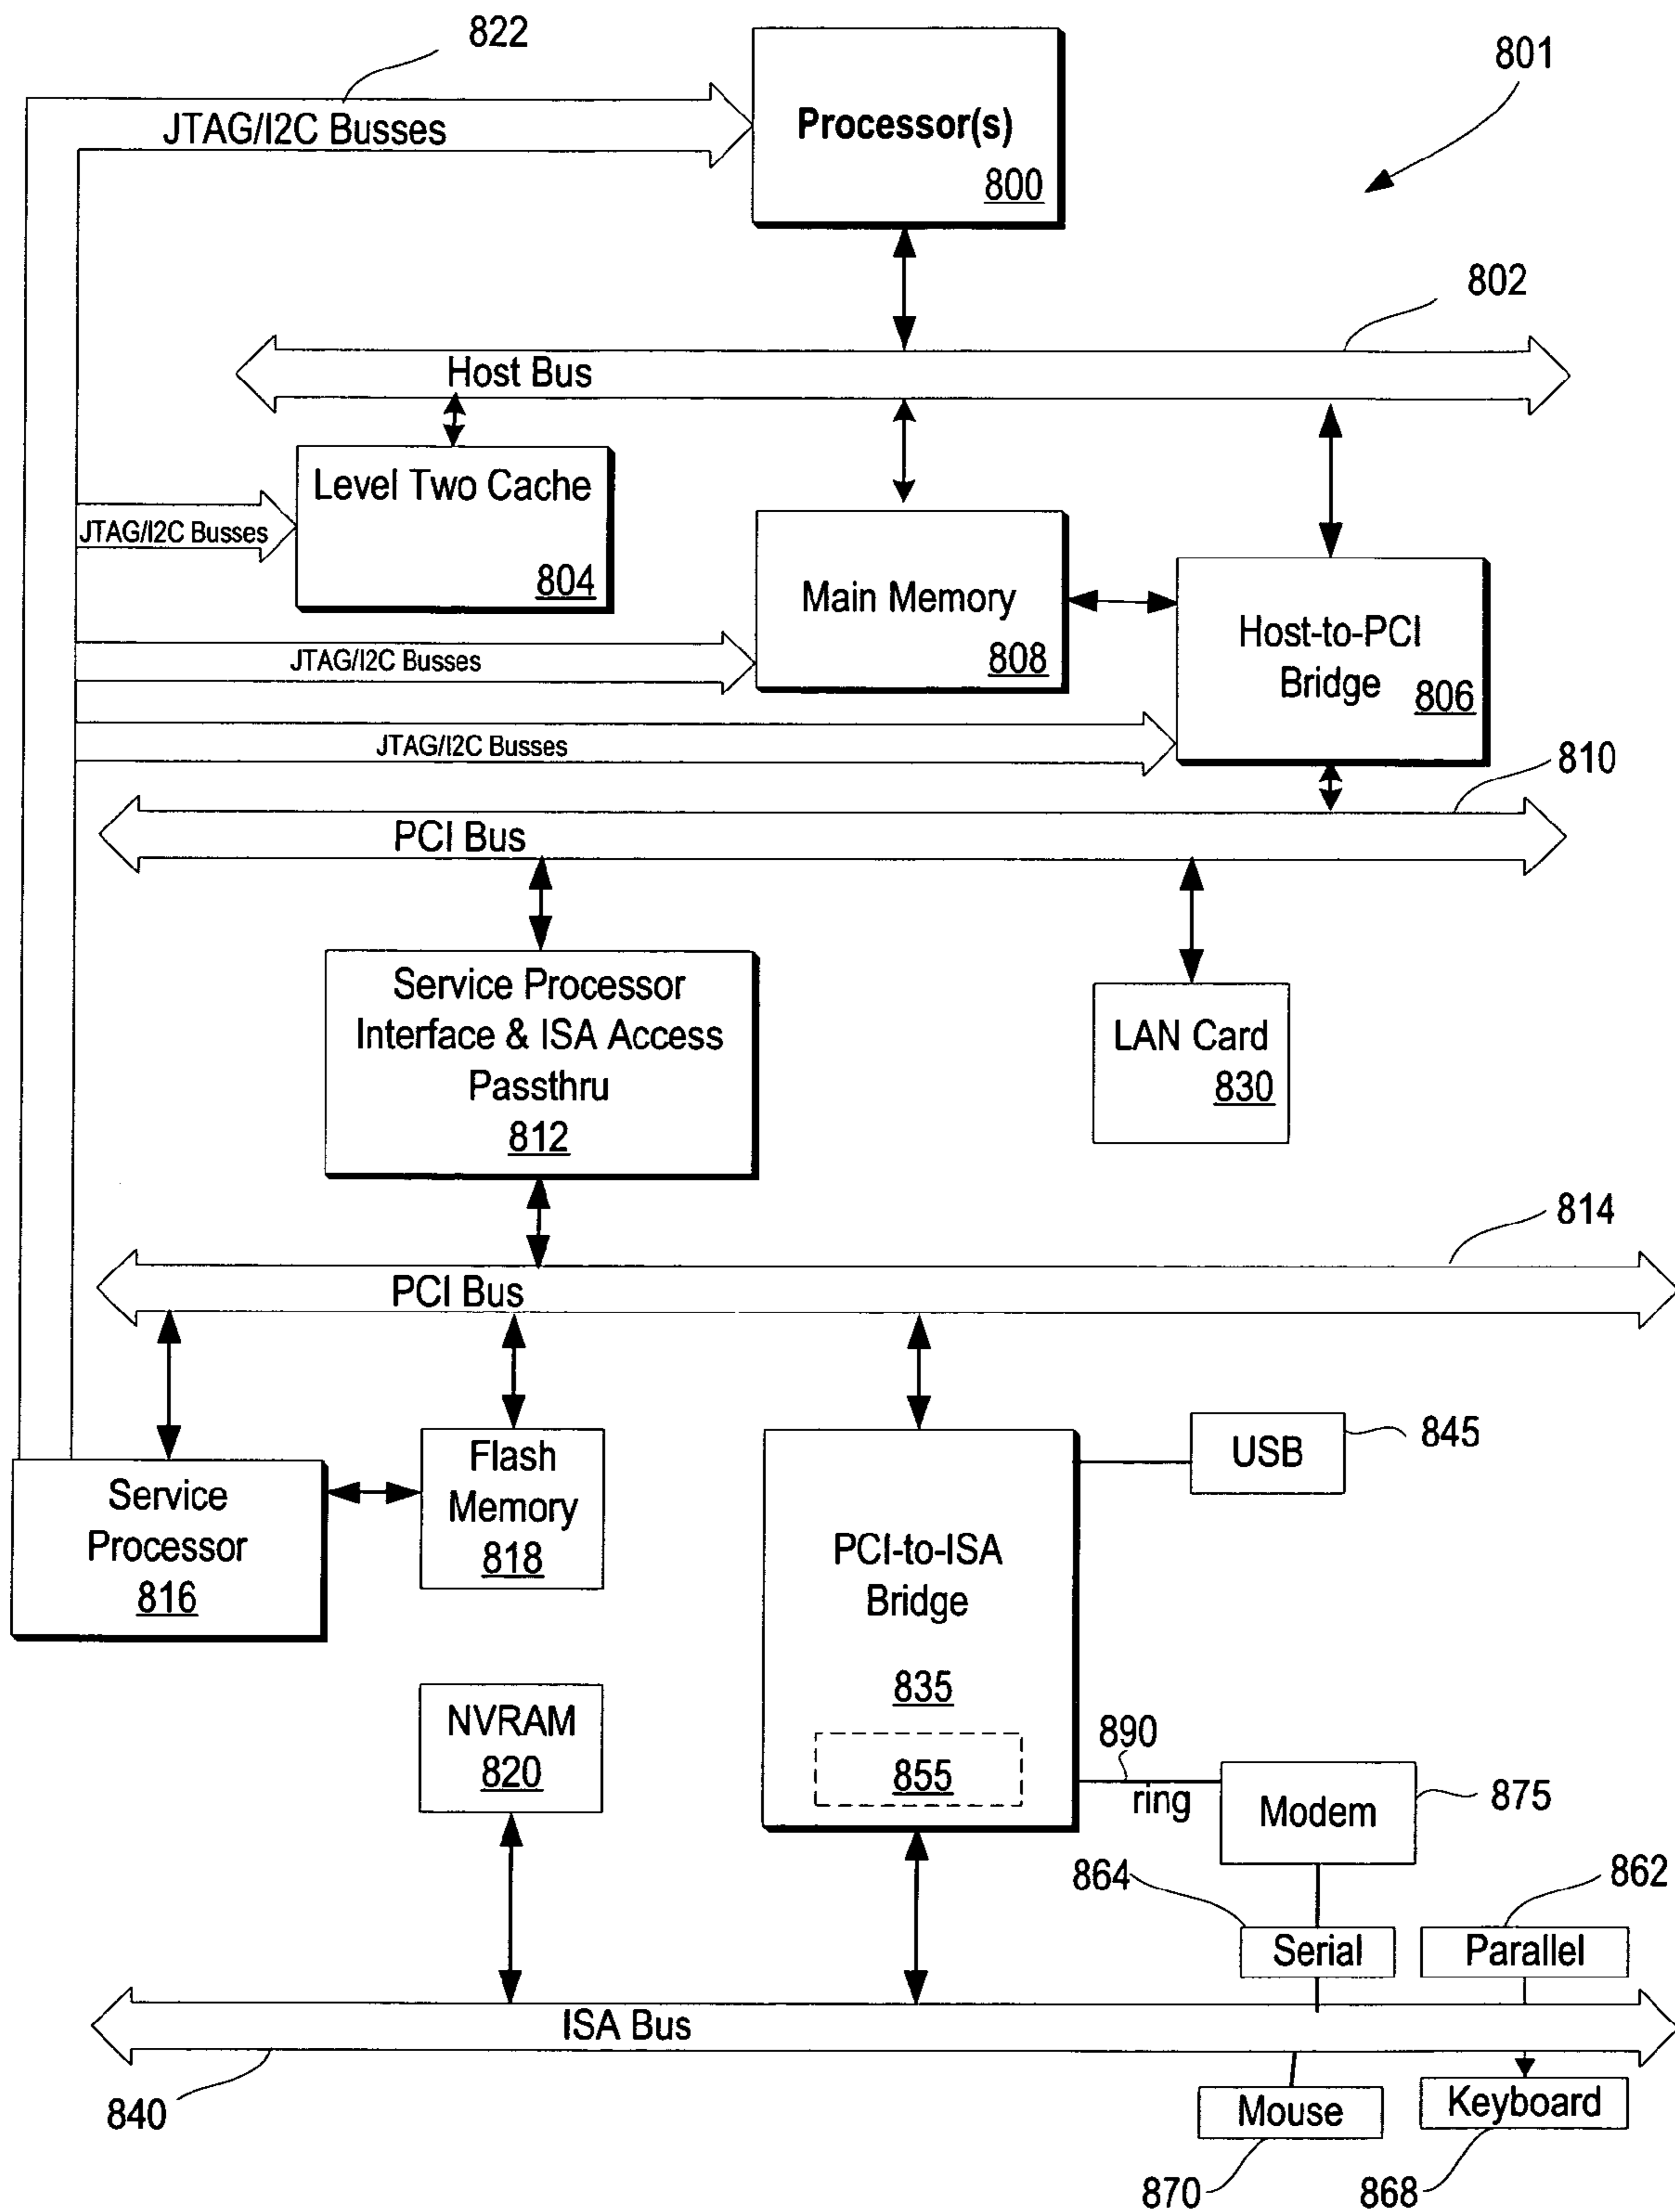 822
801
JTAG/I2C Busses
Processor(s)
800
802
Host Bus
Level Two Cache
804
JTAG/I2C Busses
Main Memory
808
Host-to-PCI
Bridge
806
JTAG/I2C Busses
JTAG/I2C Busses
810
PCI Bus
Service Processor
Interface & ISA Access
Passthru
812
LAN Card
830
814
PCI Bus
Service
Processor
816
Flash
Memory
818
PCI-to-ISA
Bridge
835
855
USB
845
NVRAM
820
890
ring
Modem
875
864
862
Serial
Parallel
ISA Bus
840
Mouse
Keyboard
870
868